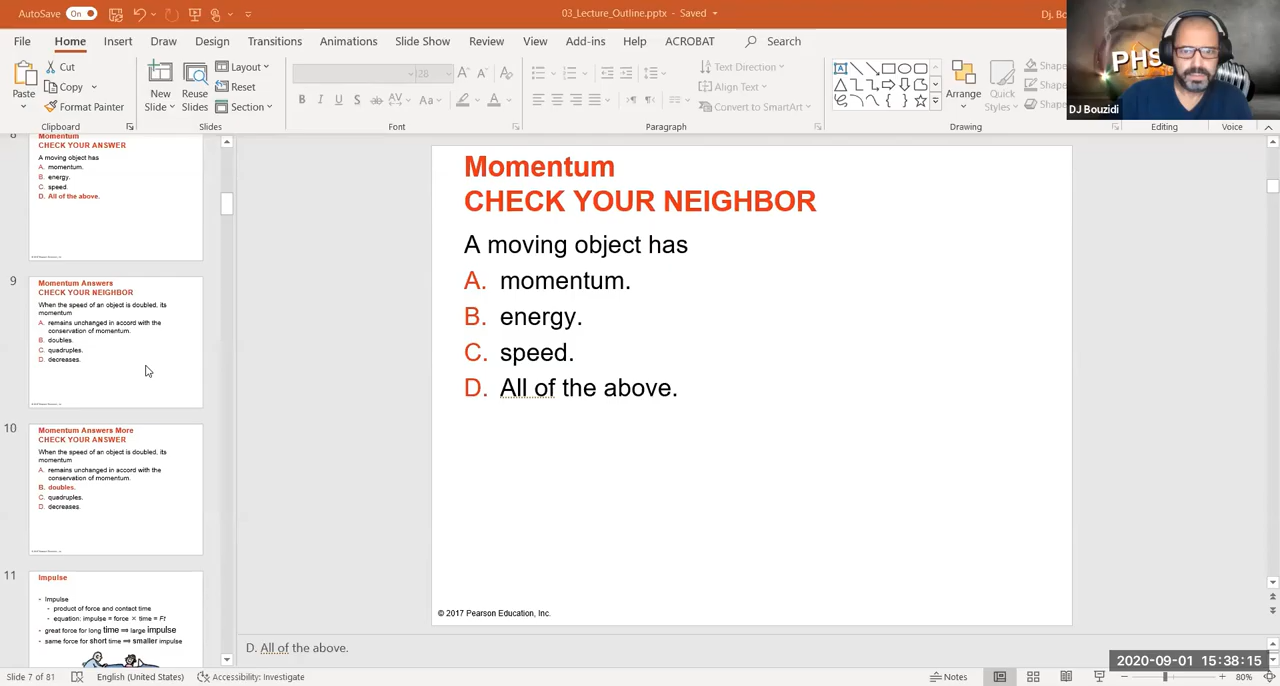 AutoSave On 03_Lecture_Outline.pptx - Saved Dj. Bo
File Home Insert Draw Design Transitions Animations Slide Show Review View Add-ins Help ACROBAT Search
Paste Cut Copy Format Painter
New Slide Reuse Slides Layout Reset Section
28
B I U S ab AV Aa A
Text Direction
Align Text
Convert to SmartArt
Arrange Quick Styles Shape
Shape
Shape
Clipboard Slides Font Paragraph Drawing Editing Voice
PHS
DJ Bouzidi
8
Momentum
CHECK YOUR ANSWER
A moving object has
A. momentum.
B. energy.
C. speed.
D. All of the above.
9
Momentum Answers
CHECK YOUR NEIGHBOR
When the speed of an object is doubled, its
momentum
A. remains unchanged in accord with the
conservation of momentum.
B. doubles.
C. quadruples.
D. decreases.
10
Momentum Answers More
CHECK YOUR ANSWER
When the speed of an object is doubled, its
momentum
A. remains unchanged in accord with the
conservation of momentum.
B. doubles.
C. quadruples.
D. decreases.
11
Impulse
- Impulse
- product of force and contact time
- equation: impulse = force × time = Ft
- great force for long time ⇒ large impulse
- same force for short time ⇒ smaller impulse
Momentum
CHECK YOUR NEIGHBOR
A moving object has
A. momentum.
B. energy.
C. speed.
D. All of the above.
© 2017 Pearson Education, Inc.
D. All of the above.
2020-09-01 15:38:15
Slide 7 of 81 English (United States) Accessibility: Investigate Notes 80%